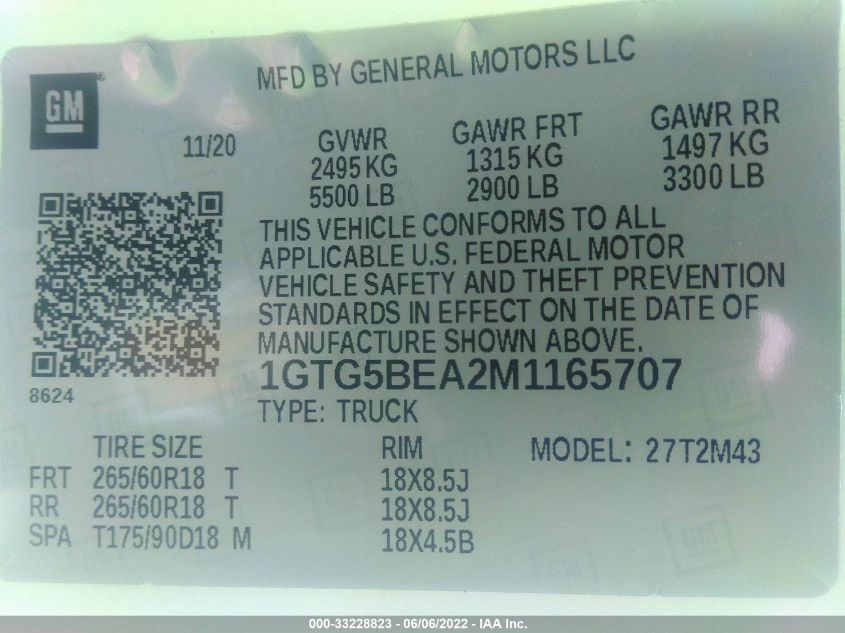 MFD BY GENERAL MOTORS LLC
GM®
11/20
GVWR GAWR FRT GAWR RR
2495 KG 1315 KG 1497 KG
5500 LB 2900 LB 3300 LB
THIS VEHICLE CONFORMS TO ALL
APPLICABLE U.S. FEDERAL MOTOR
VEHICLE SAFETY AND THEFT PREVENTION
STANDARDS IN EFFECT ON THE DATE OF
MANUFACTURE SHOWN ABOVE.
1GTG5BEA2M1165707
8624
TYPE: TRUCK
TIRE SIZE RIM MODEL: 27T2M43
FRT 265/60R18 T 18X8.5J
RR 265/60R18 T 18X8.5J
SPA T175/90D18 M 18X4.5B
GM
GM
000-33228823 - 06/06/2022 - IAA Inc.